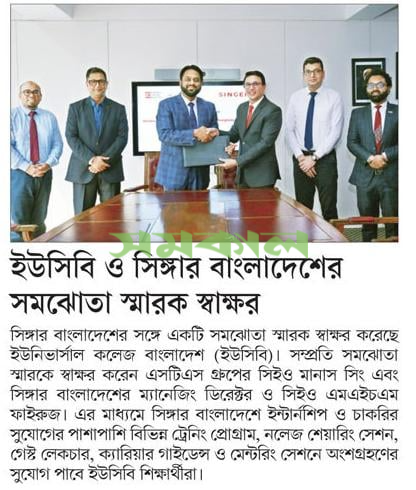 SINGER
সমকাল
ইউসিবি ও সিঙ্গার বাংলাদেশের
সমঝোতা স্মারক স্বাক্ষর
সিঙ্গার বাংলাদেশের সঙ্গে একটি সমঝোতা স্মারক স্বাক্ষর করেছে
ইউনিভার্সাল কলেজ বাংলাদেশ (ইউসিবি)। সম্প্রতি সমঝোতা
স্মারকে স্বাক্ষর করেন এসটিএস গ্রুপের সিইও মানাস সিং এবং
সিঙ্গার বাংলাদেশের ম্যানেজিং ডিরেক্টর ও সিইও এমএইচএম
ফাইরুজ। এর মাধ্যমে সিঙ্গার বাংলাদেশে ইন্টার্নশিপ ও চাকরির
সুযোগের পাশাপাশি বিভিন্ন ট্রেনিং প্রোগ্রাম, নলেজ শেয়ারিং সেশন,
গেস্ট লেকচার, ক্যারিয়ার গাইডেন্স ও মেন্টরিং সেশনে অংশগ্রহণের
সুযোগ পাবে ইউসিবি শিক্ষার্থীরা।